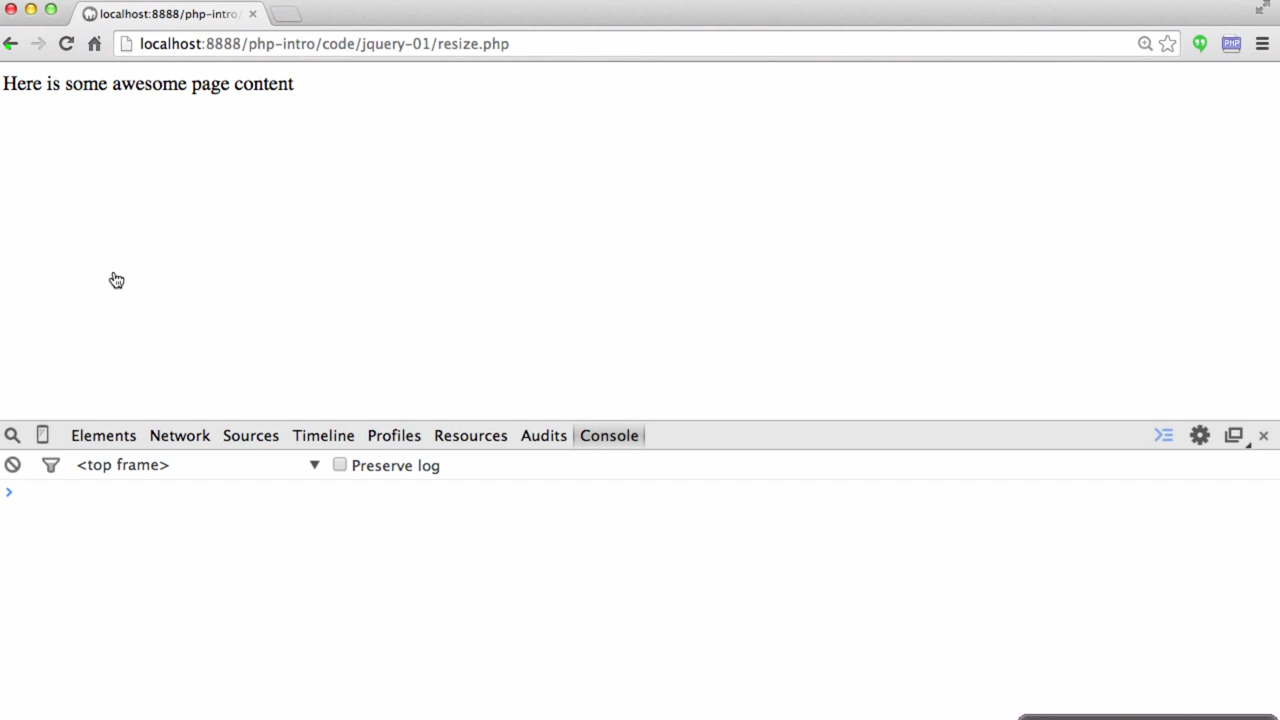 localhost:8888/php-intro/
localhost:8888/php-intro/code/jquery-01/resize.php
PHP
Here is some awesome page content
Elements Network Sources Timeline Profiles Resources Audits Console
<top frame> Preserve log